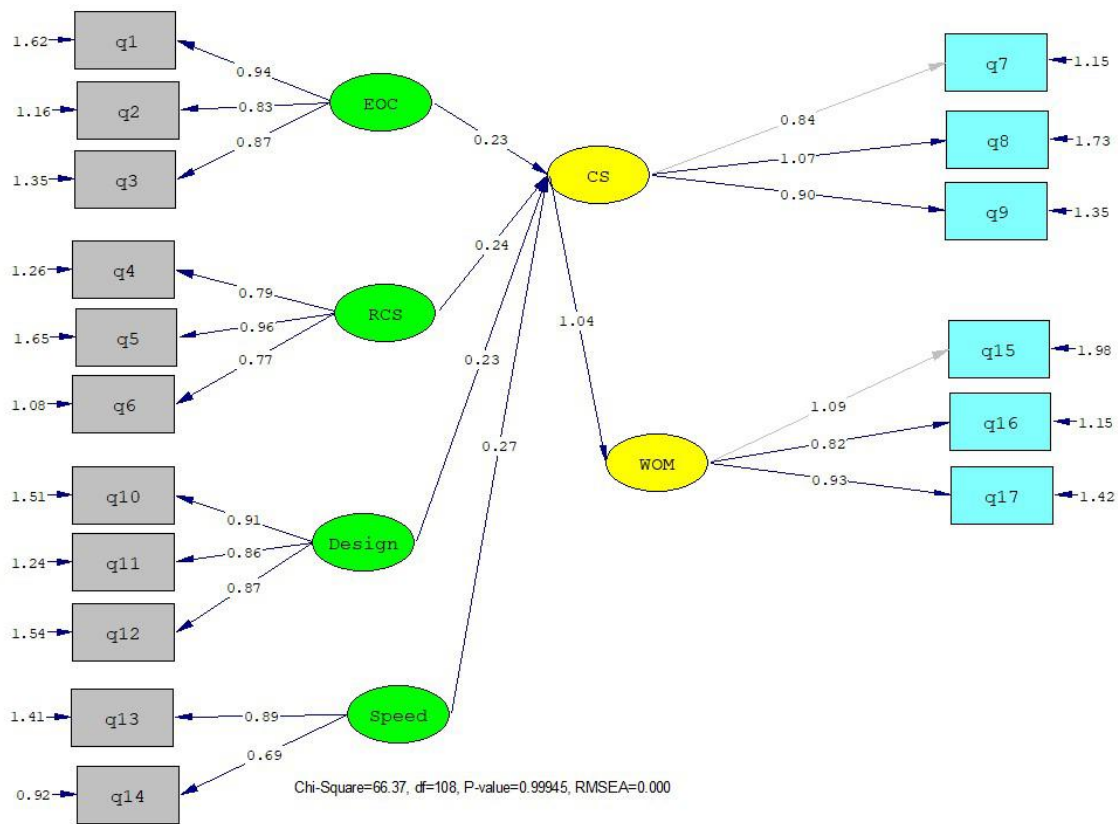 1.62 q1 0.94
1.16 q2 0.83
1.35 q3 0.87
EOC 0.23
1.26 q4 0.79
1.65 q5 0.96
1.08 q6 0.77
RCS 0.24
1.51 q10 0.91
1.24 q11 0.86
1.54 q12 0.87
Design 0.23
1.41 q13 0.89
0.92 q14 0.69
Speed 0.27
CS 1.04
0.84 q7 1.15
1.07 q8 1.73
0.90 q9 1.35
WOM
1.09 q15 1.98
0.82 q16 1.15
0.93 q17 1.42
Chi-Square=66.37, df=108, P-value=0.99945, RMSEA=0.000